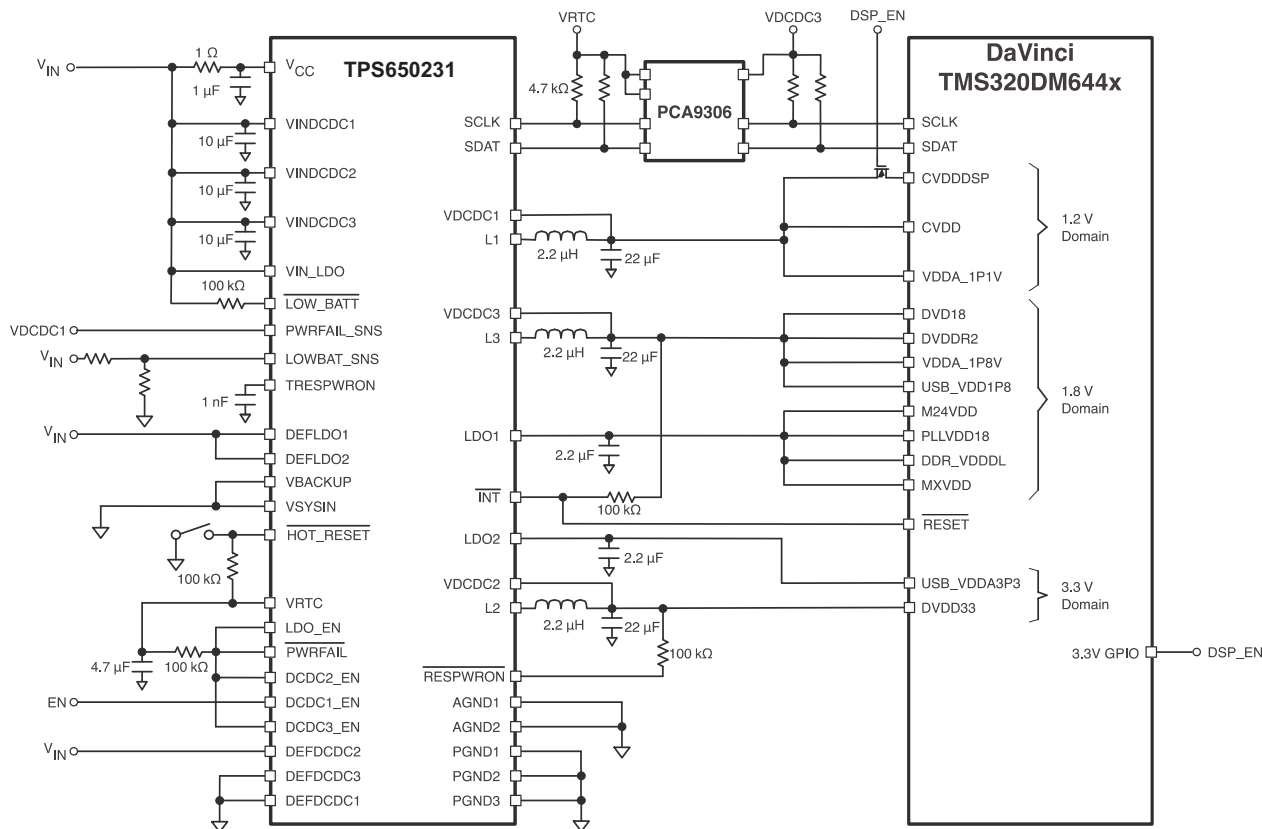 VRTC
VDCDC3
DSP_EN
1 Ω
V_IN
V_CC
1 µF
TPS650231
4.7 kΩ
PCA9306
DaVinci
TMS320DM644x
VINDCDC1
10 µF
SCLK
SDAT
SCLK
SDAT
VINDCDC2
10 µF
CVDDDSP
VINDCDC3
10 µF
VDCDC1
L1
2.2 µH
22 µF
CVDD
1.2 V
Domain
VIN_LDO
VDDA_1P1V
100 kΩ
LOW_BATT
VDCDC1
PWRFAIL_SNS
VDCDC3
L3
2.2 µH
22 µF
DVD18
DVDDR2
V_IN
LOWBAT_SNS
VDDA_1P8V
TRESPWRON
1 nF
USB_VDD1P8
1.8 V
Domain
M24VDD
V_IN
DEFLDO1
LDO1
2.2 µF
PLLVDD18
DEFLDO2
DDR_VDDDL
VBACKUP
MXVDD
VSYSIN
INT
100 kΩ
HOT_RESET
RESET
LDO2
2.2 µF
100 kΩ
VDCDC2
USB_VDDA3P3
3.3 V
Domain
VRTC
L2
2.2 µH
22 µF
DVDD33
LDO_EN
4.7 µF
100 kΩ
PWRFAIL
100 kΩ
3.3V GPIO
DSP_EN
DCDC2_EN
RESPWRON
EN
DCDC1_EN
AGND1
DCDC3_EN
AGND2
V_IN
DEFDCDC2
PGND1
DEFDCDC3
PGND2
DEFDCDC1
PGND3